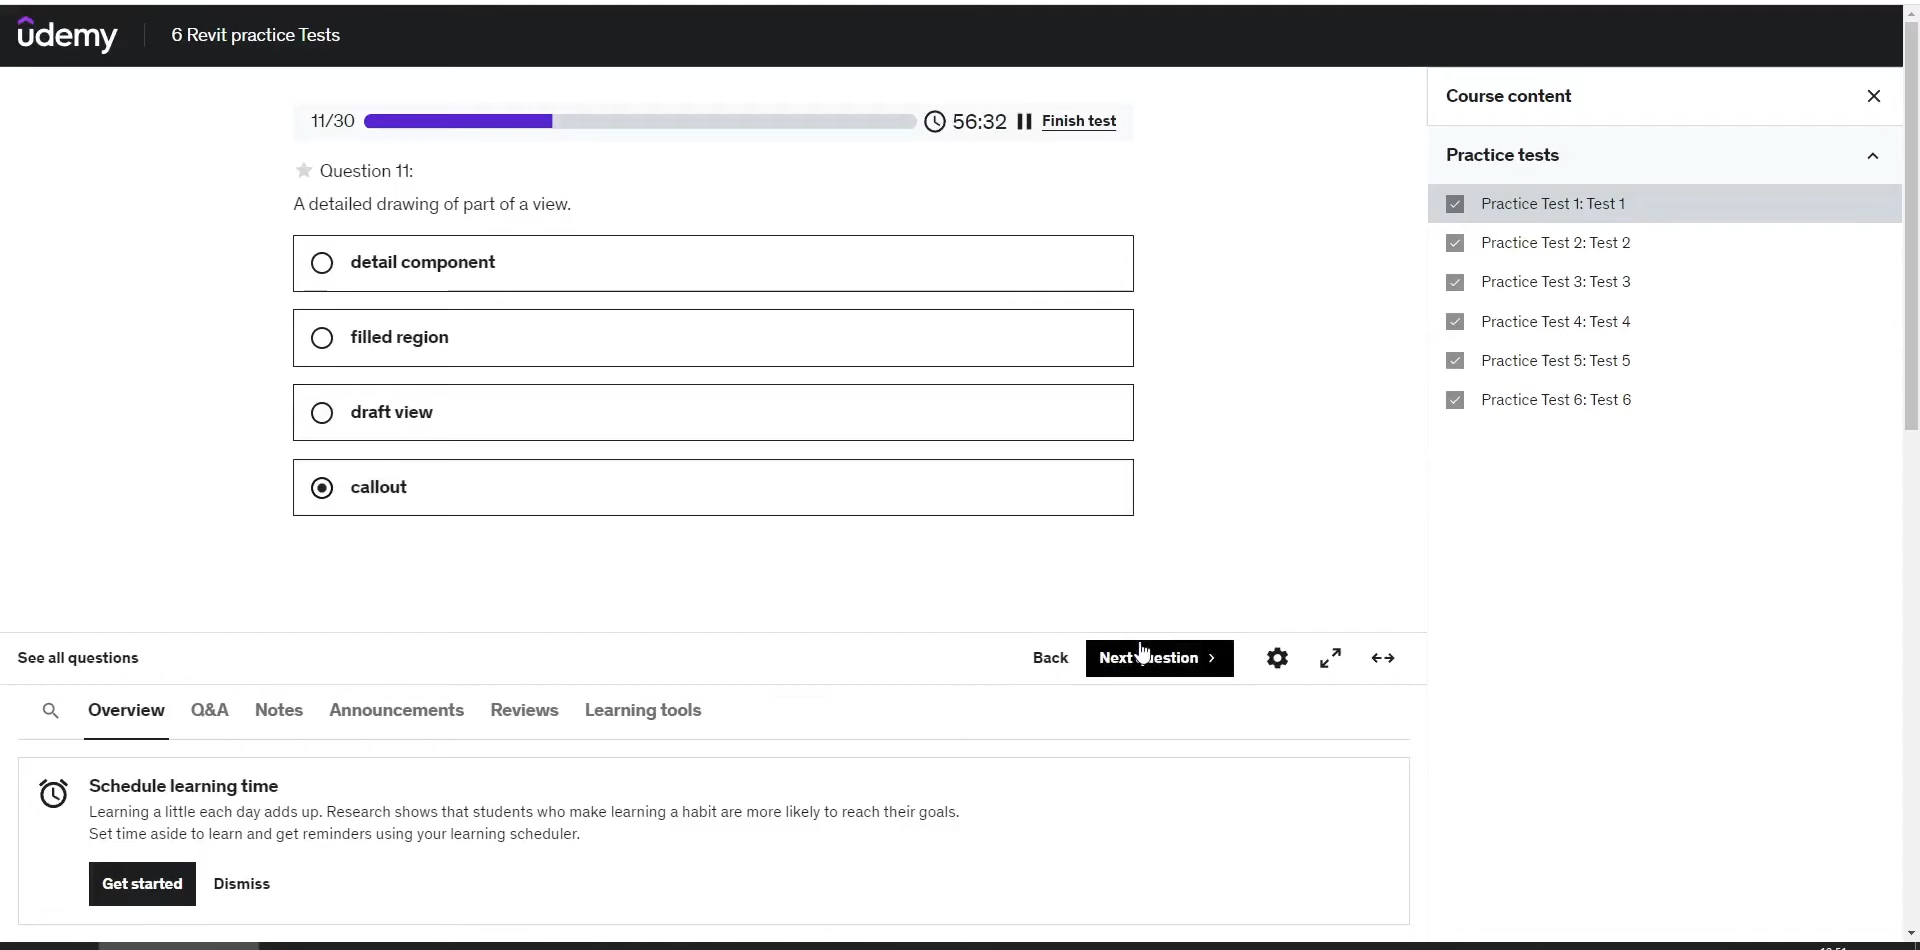 ûdemy
6 Revit practice Tests
11/30
56:32
Finish test
Question 11:
A detailed drawing of part of a view.
detail component
filled region
draft view
callout
See all questions
Back
Next
Overview
Q&A
Notes
Announcements
Reviews
Learning tools
Schedule learning time
Learning a little each day adds up. Research shows that students who make learning a habit are more likely to reach their goals.
Set time aside to learn and get reminders using your learning scheduler.
Get started
Dismiss
Course content
Practice tests
Practice Test 1: Test 1
Practice Test 2: Test 2
Practice Test 3: Test 3
Practice Test 4: Test 4
Practice Test 5: Test 5
Practice Test 6: Test 6